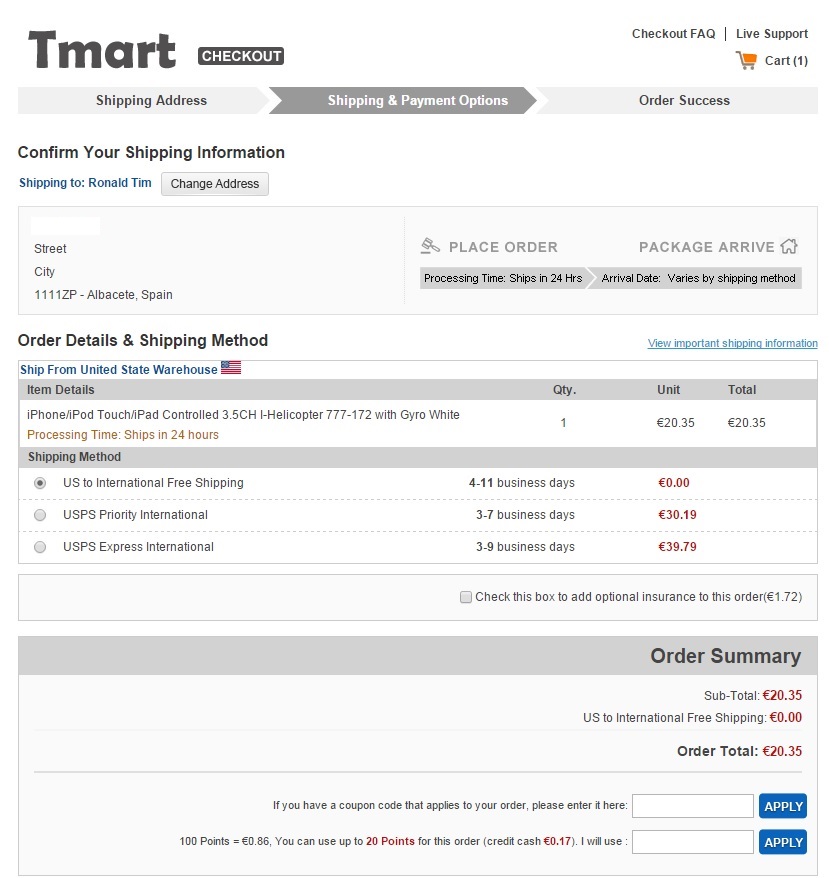 Tmart CHECKOUT
Checkout FAQ | Live Support
Cart (1)
Shipping Address
Shipping & Payment Options
Order Success
Confirm Your Shipping Information
Shipping to: Ronald Tim Change Address
Street
City
1111ZP - Albacete, Spain
PLACE ORDER PACKAGE ARRIVE
Processing Time: Ships in 24 Hrs Arrival Date: Varies by shipping method
Order Details & Shipping Method
View important shipping information
Ship From United State Warehouse
Item Details Qty. Unit Total
iPhone/iPod Touch/iPad Controlled 3.5CH I-Helicopter 777-172 with Gyro White 1 €20.35 €20.35
Processing Time: Ships in 24 hours
Shipping Method
US to International Free Shipping 4-11 business days €0.00
USPS Priority International 3-7 business days €30.19
USPS Express International 3-9 business days €39.79
Check this box to add optional insurance to this order(€1.72)
Order Summary
Sub-Total: €20.35
US to International Free Shipping: €0.00
Order Total: €20.35
If you have a coupon code that applies to your order, please enter it here: APPLY
100 Points = €0.86, You can use up to 20 Points for this order (credit cash €0.17). I will use : APPLY